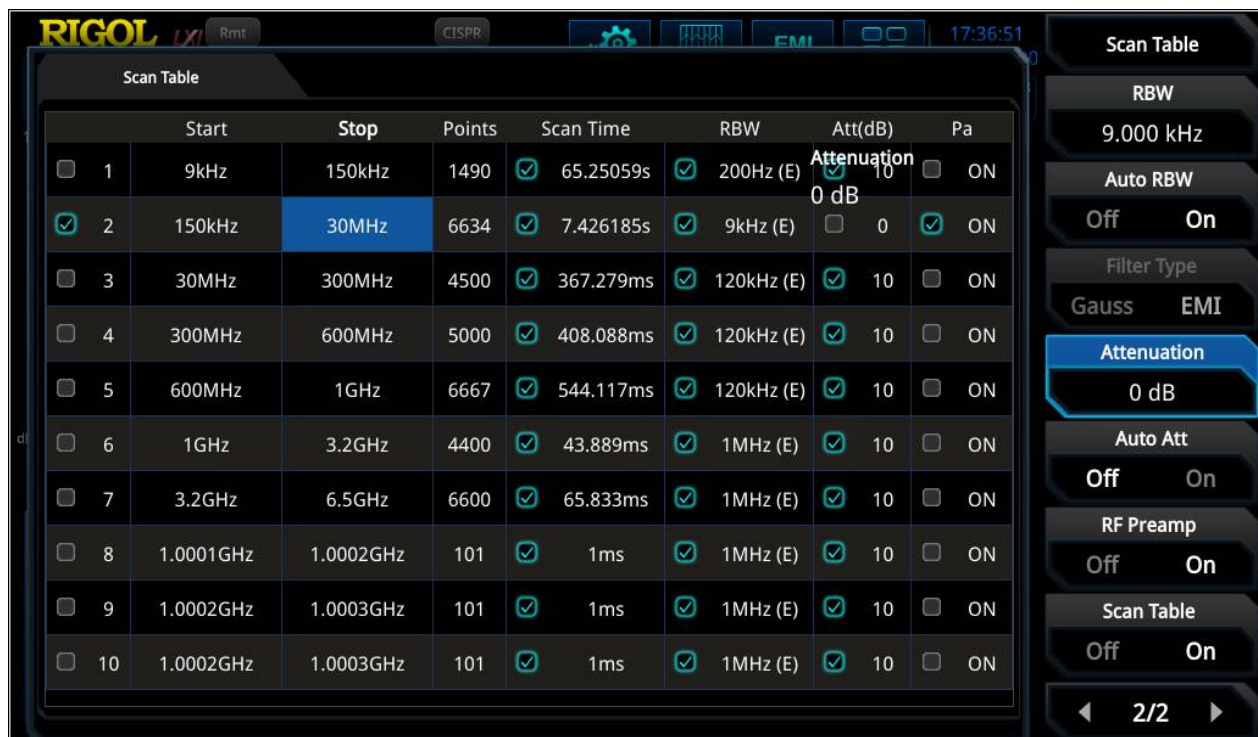 RIGOL LXI Rmt CISPR EMI 17:36:51
Scan Table
Start Stop Points Scan Time RBW Att(dB) Pa
1 9kHz 150kHz 1490 65.25059s 200Hz (E) 10 ON
Attenuation
0 dB
2 150kHz 30MHz 6634 7.426185s 9kHz (E) 0 ON
3 30MHz 300MHz 4500 367.279ms 120kHz (E) 10 ON
4 300MHz 600MHz 5000 408.088ms 120kHz (E) 10 ON
5 600MHz 1GHz 6667 544.117ms 120kHz (E) 10 ON
6 1GHz 3.2GHz 4400 43.889ms 1MHz (E) 10 ON
7 3.2GHz 6.5GHz 6600 65.833ms 1MHz (E) 10 ON
8 1.0001GHz 1.0002GHz 101 1ms 1MHz (E) 10 ON
9 1.0002GHz 1.0003GHz 101 1ms 1MHz (E) 10 ON
10 1.0002GHz 1.0003GHz 101 1ms 1MHz (E) 10 ON
Scan Table
RBW
9.000 kHz
Auto RBW
Off On
Filter Type
Gauss EMI
Attenuation
0 dB
Auto Att
Off On
RF Preamp
Off On
Scan Table
Off On
2/2